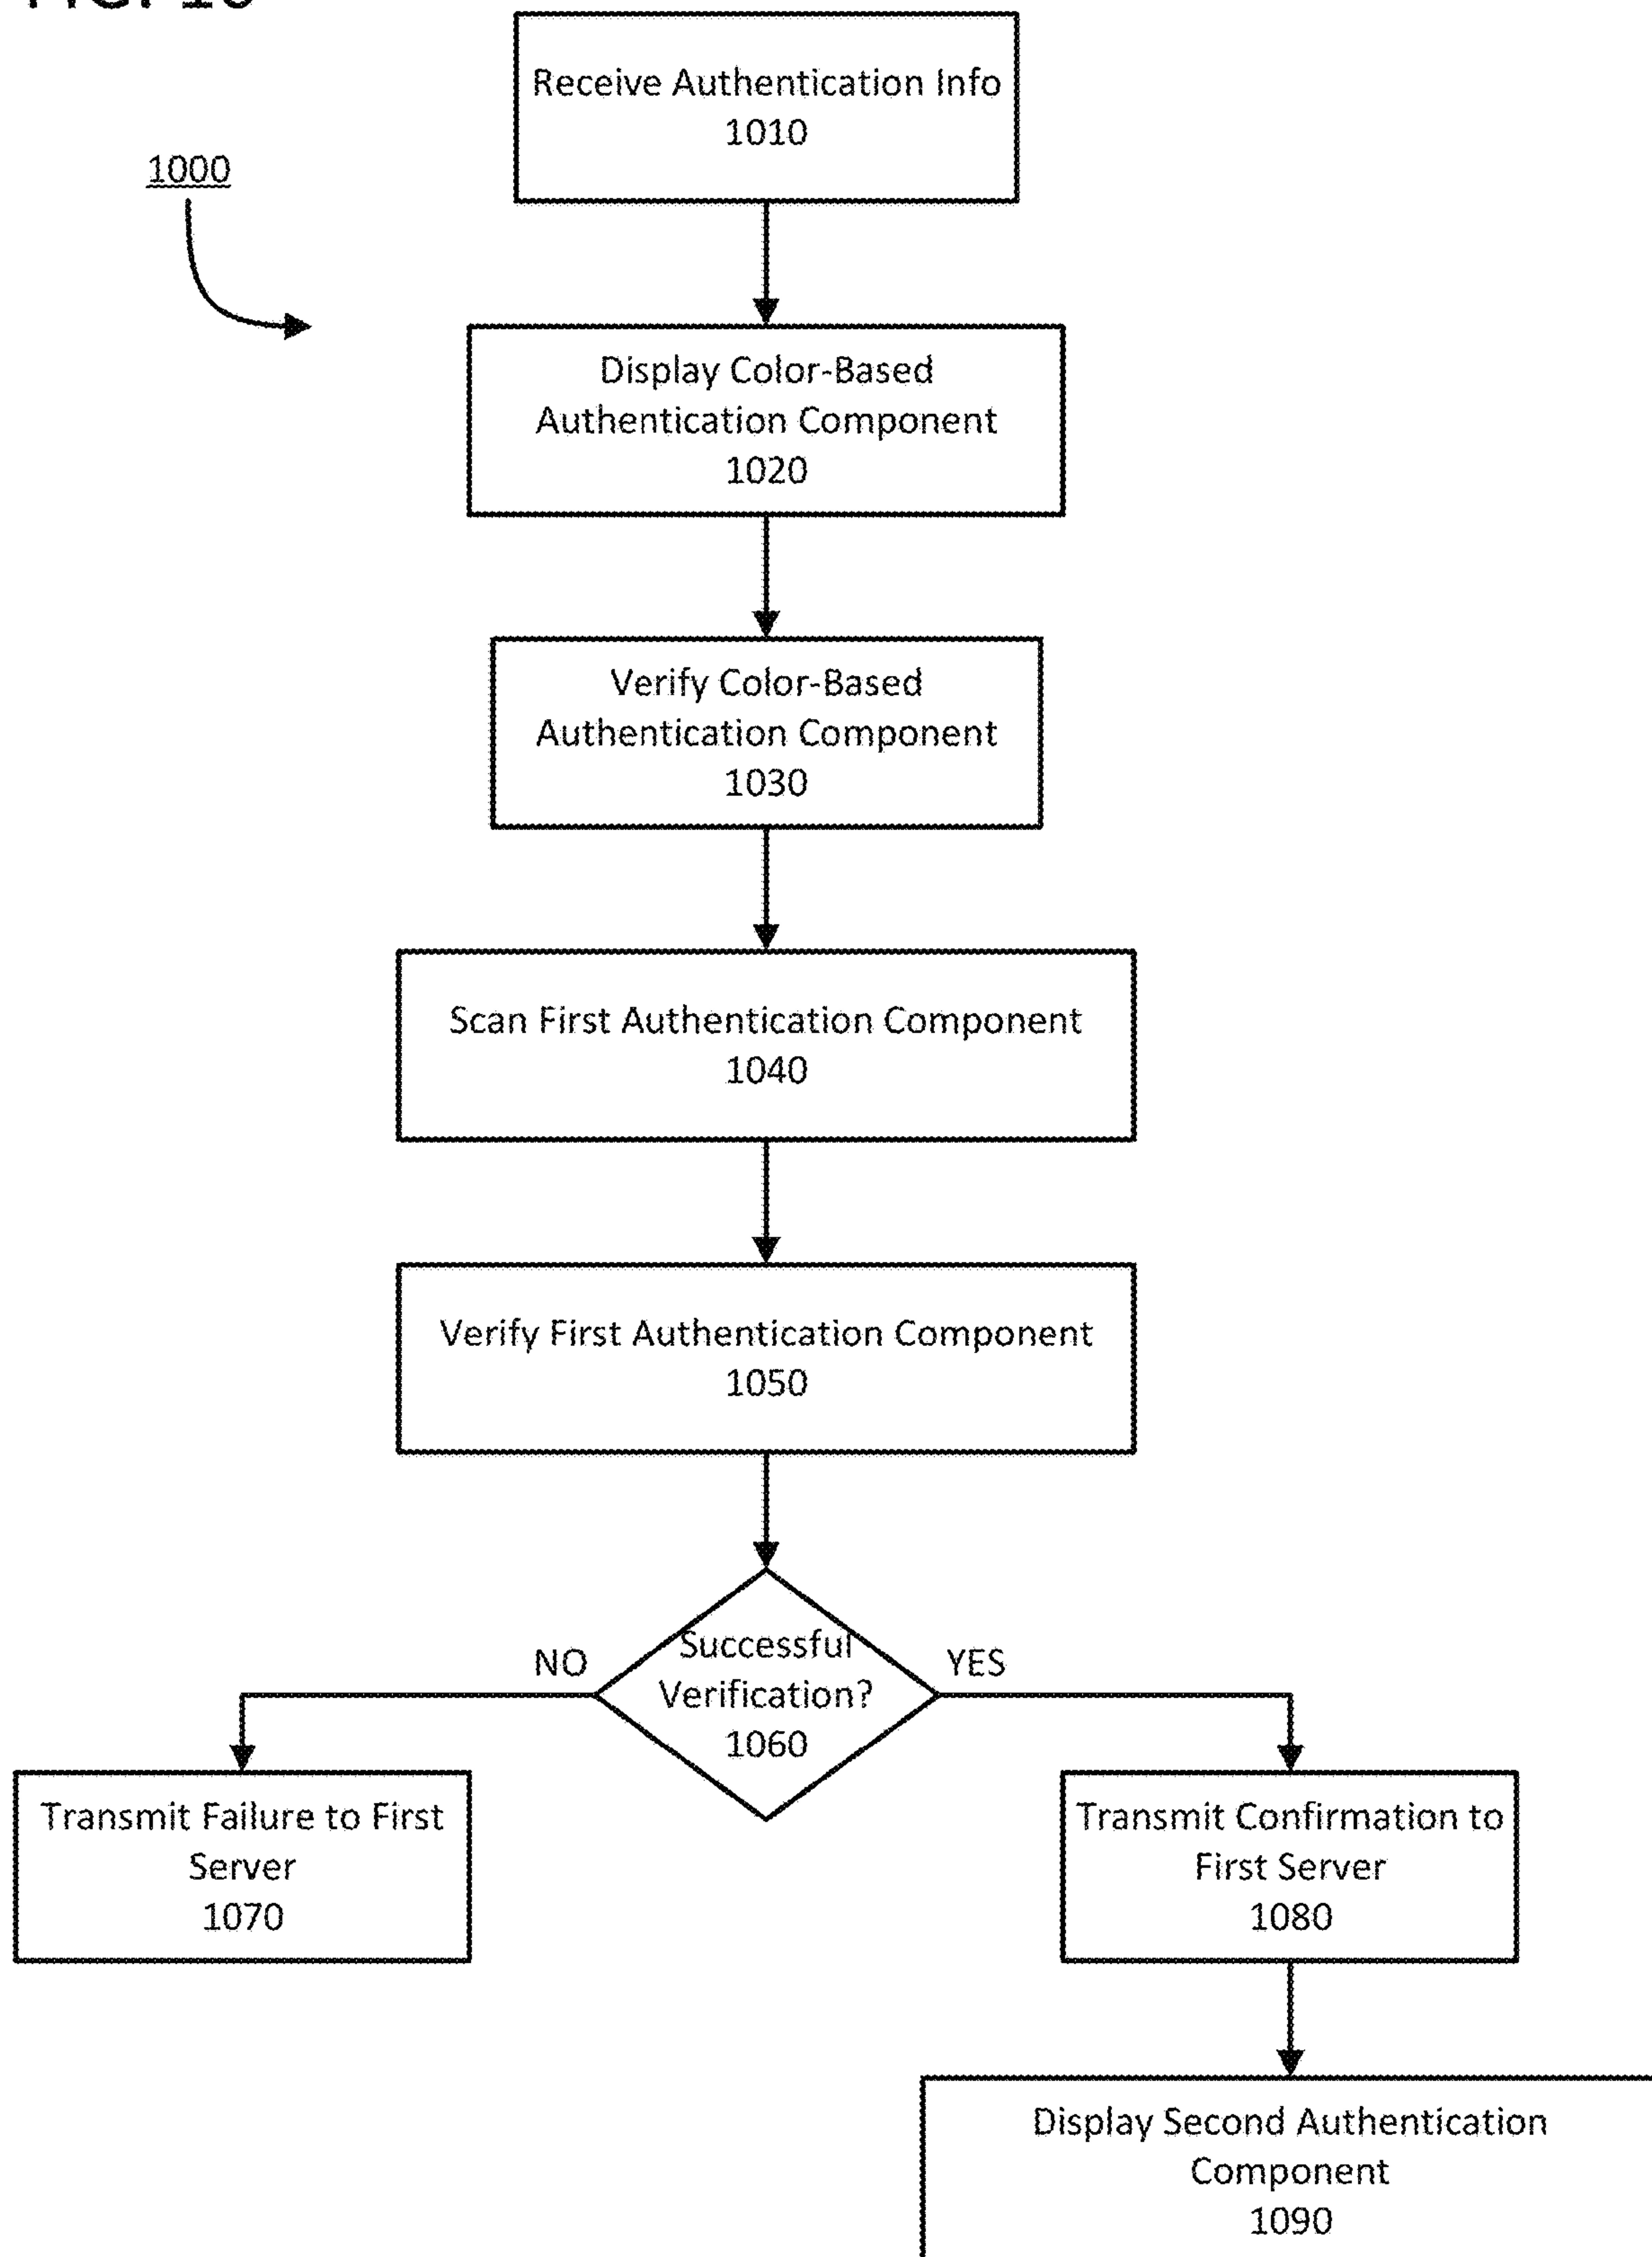 FIG. 10
Receive Authentication Info
1010
1000
Display Color-Based
Authentication Component
1020
Verify Color-Based
Authentication Component
1030
Scan First Authentication Component
1040
Verify First Authentication Component
1050
Successful
Verification?
1060
NO
YES
Transmit Failure to First
Server
1070
Transmit Confirmation to
First Server
1080
Display Second Authentication
Component
1090